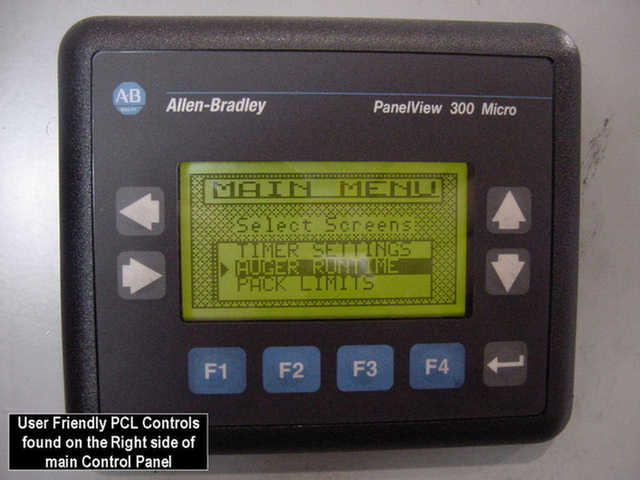 AB
Allen-Bradley
PanelView 300 Micro
MAIN MENU
Select Screens
TIMER SETTINGS
AUGER RUNTIME
PACK LIMITS
F1 F2 F3 F4
User Friendly PCL Controls
found on the Right side of
main Control Panel